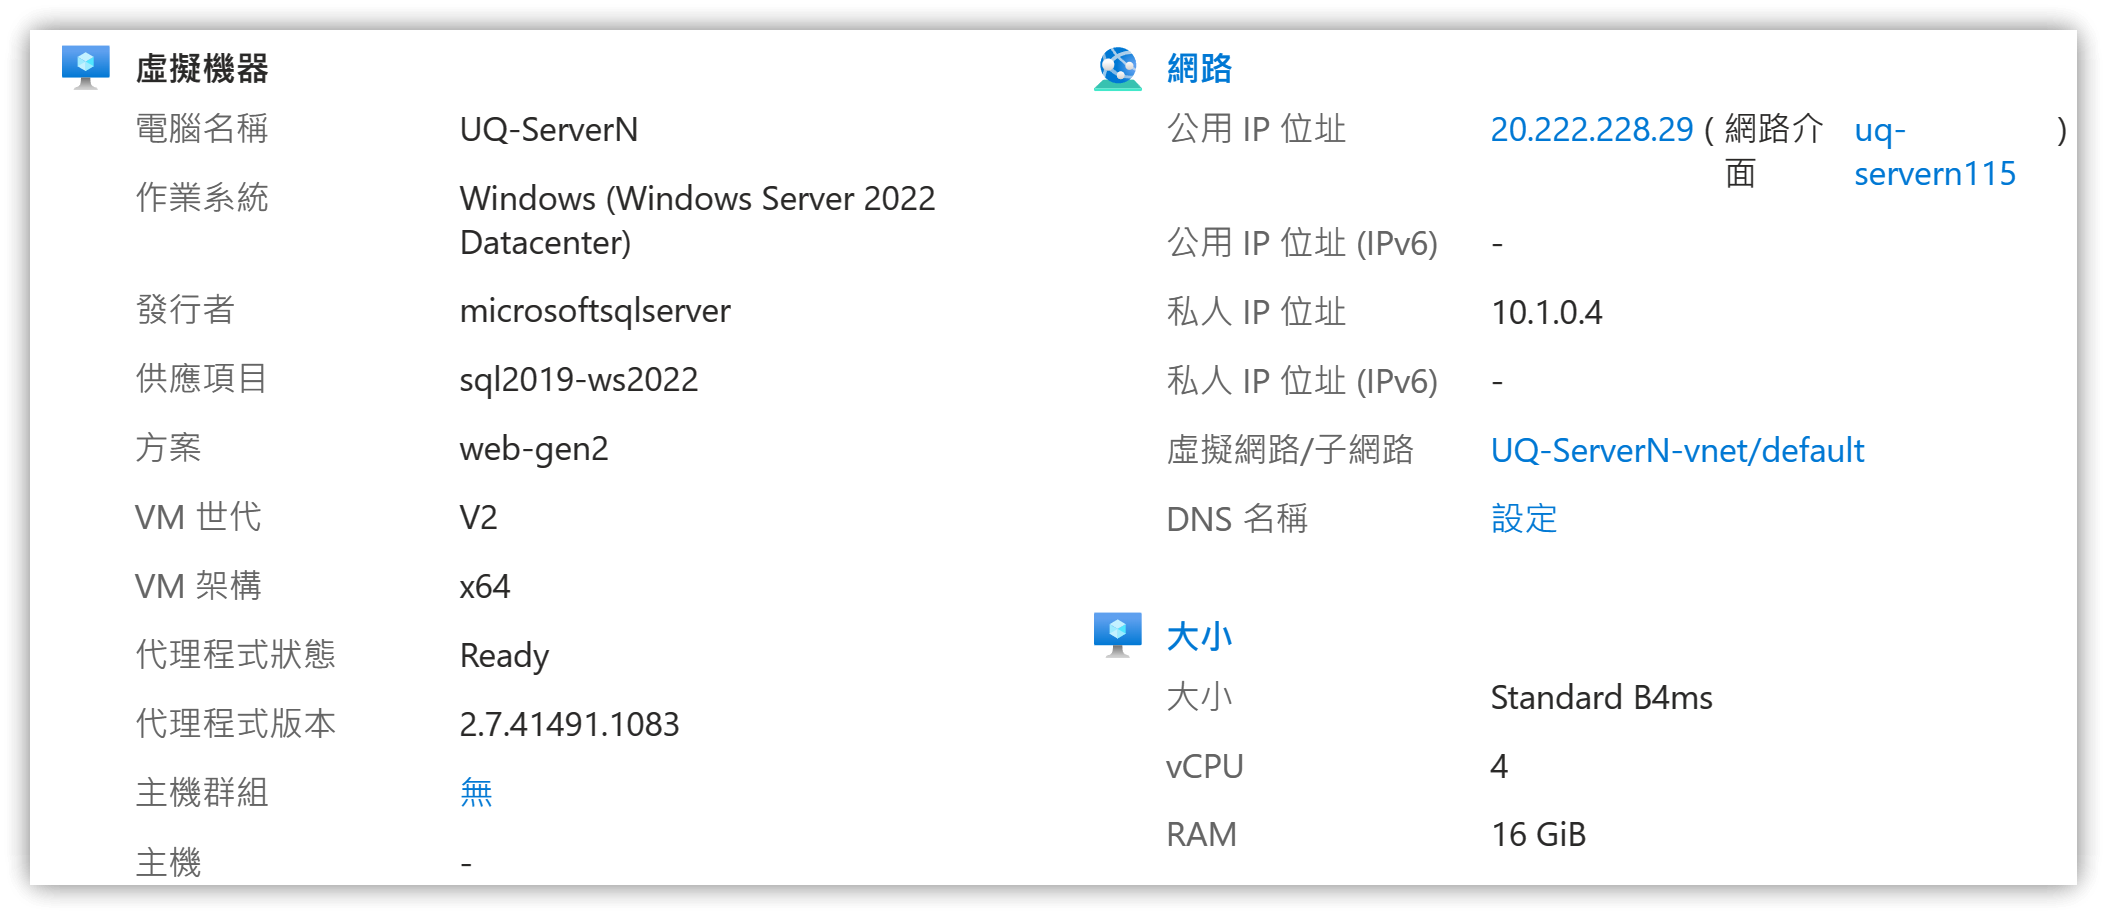 虛擬機器
電腦名稱 UQ-ServerN
作業系統 Windows (Windows Server 2022
Datacenter)
發行者 microsoftsqlserver
供應項目 sql2019-ws2022
方案 web-gen2
VM 世代 V2
VM 架構 x64
代理程式狀態 Ready
代理程式版本 2.7.41491.1083
主機群組 無
主機 -
網路
公用 IP 位址 20.222.228.29 ( 網路介 uq- )
面 servern115
公用 IP 位址 (IPv6) -
私人 IP 位址 10.1.0.4
私人 IP 位址 (IPv6) -
虛擬網路/子網路 UQ-ServerN-vnet/default
DNS 名稱 設定
大小
大小 Standard B4ms
vCPU 4
RAM 16 GiB